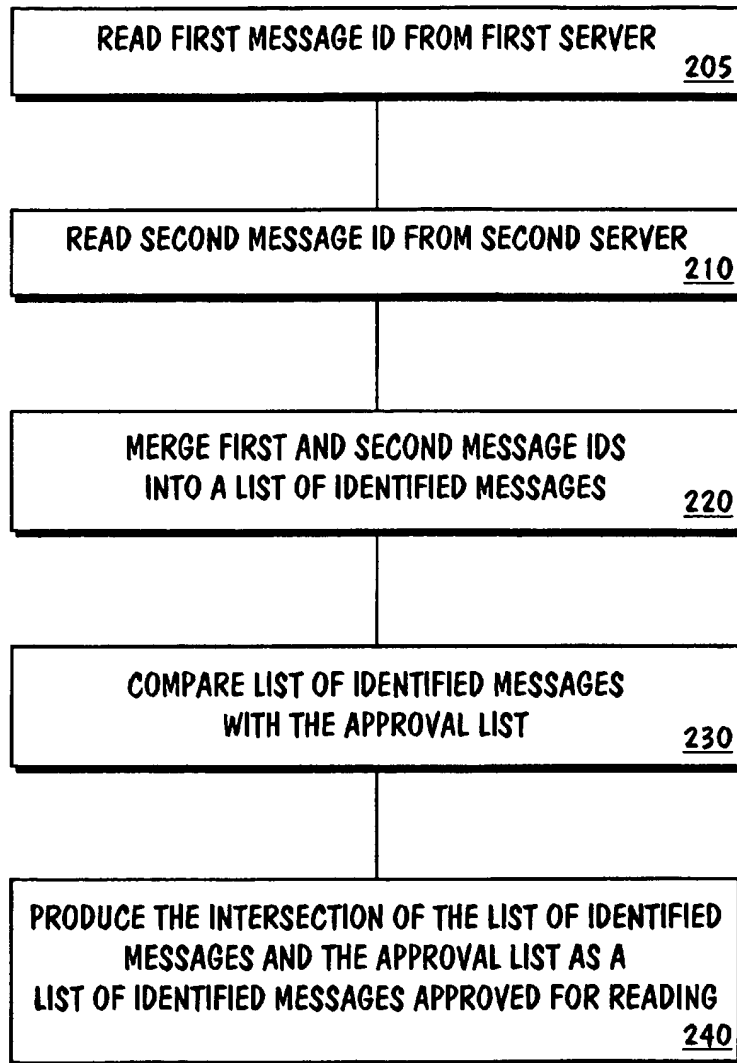 READ FIRST MESSAGE ID FROM FIRST SERVER
205
READ SECOND MESSAGE ID FROM SECOND SERVER
210
MERGE FIRST AND SECOND MESSAGE IDS
INTO A LIST OF IDENTIFIED MESSAGES
220
COMPARE LIST OF IDENTIFIED MESSAGES
WITH THE APPROVAL LIST
230
PRODUCE THE INTERSECTION OF THE LIST OF IDENTIFIED
MESSAGES AND THE APPROVAL LIST AS A
LIST OF IDENTIFIED MESSAGES APPROVED FOR READING
240